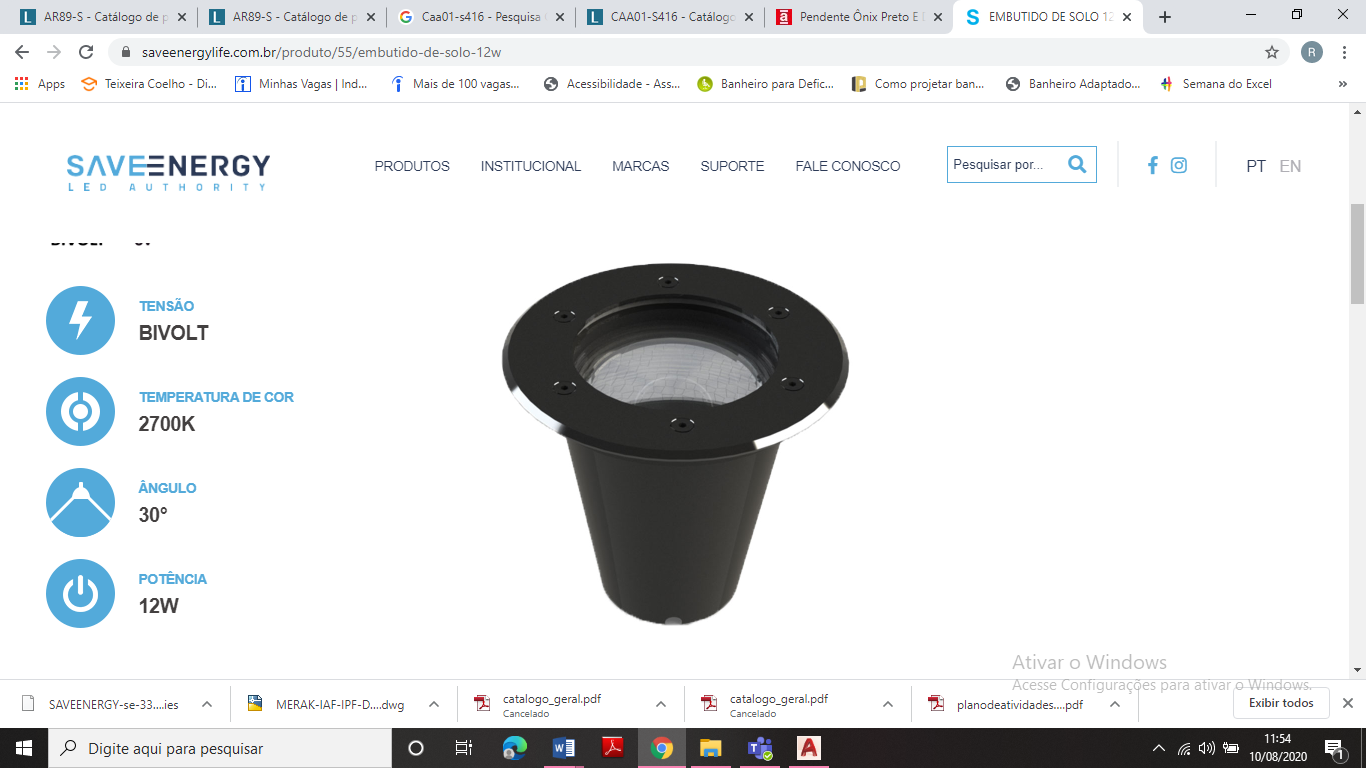 AR89-S - Catálogo de p
AR89-S - Catálogo de p
Caa01-s416 - Pesquisa
CAA01-S416 - Catálogo
Pendente Ônix Preto E
EMBUTIDO DE SOLO 12
saveenergylife.com.br/produto/55/embutido-de-solo-12w
R
Apps
Teixeira Coelho - Di...
Minhas Vagas | Ind...
Mais de 100 vagas...
Acessibilidade - Ass...
Banheiro para Defic...
Como projetar ban...
Banheiro Adaptado...
Semana do Excel
SAVEENERGY
LED AUTHORITY
PRODUTOS
INSTITUCIONAL
MARCAS
SUPORTE
FALE CONOSCO
Pesquisar por...
PT EN
TENSÃO
BIVOLT
TEMPERATURA DE COR
2700K
ÂNGULO
30°
POTÊNCIA
12W
Ativar o Windows
Acesse Configurações para ativar o Windows.
SAVEENERGY-se-33....ies
MERAK-IAF-IPF-D....dwg
catalogo_geral.pdf
Cancelado
catalogo_geral.pdf
Cancelado
planodeatividades....pdf
Exibir todos
Digite aqui para pesquisar
11:54
10/08/2020
1